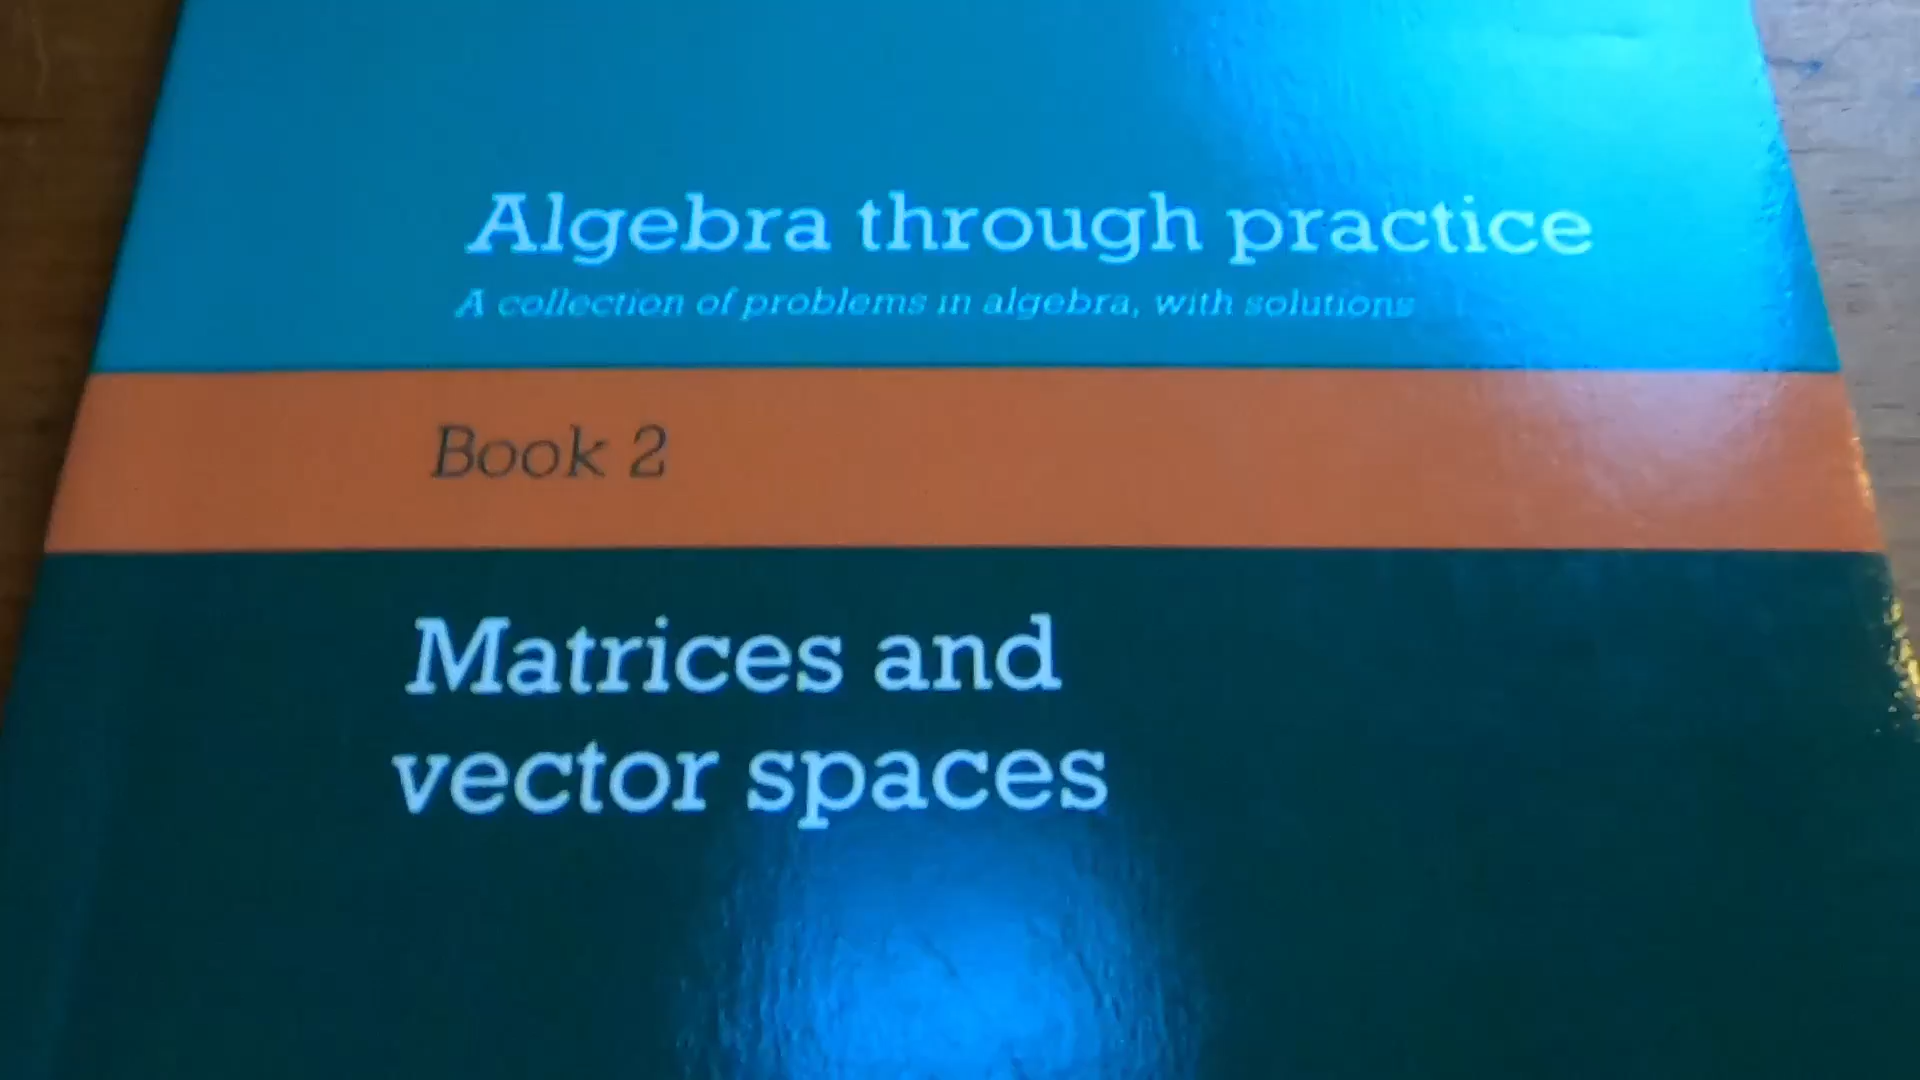 Algebra through practice
A collection of problems in algebra, with solutions
Book 2
Matrices and
vector spaces